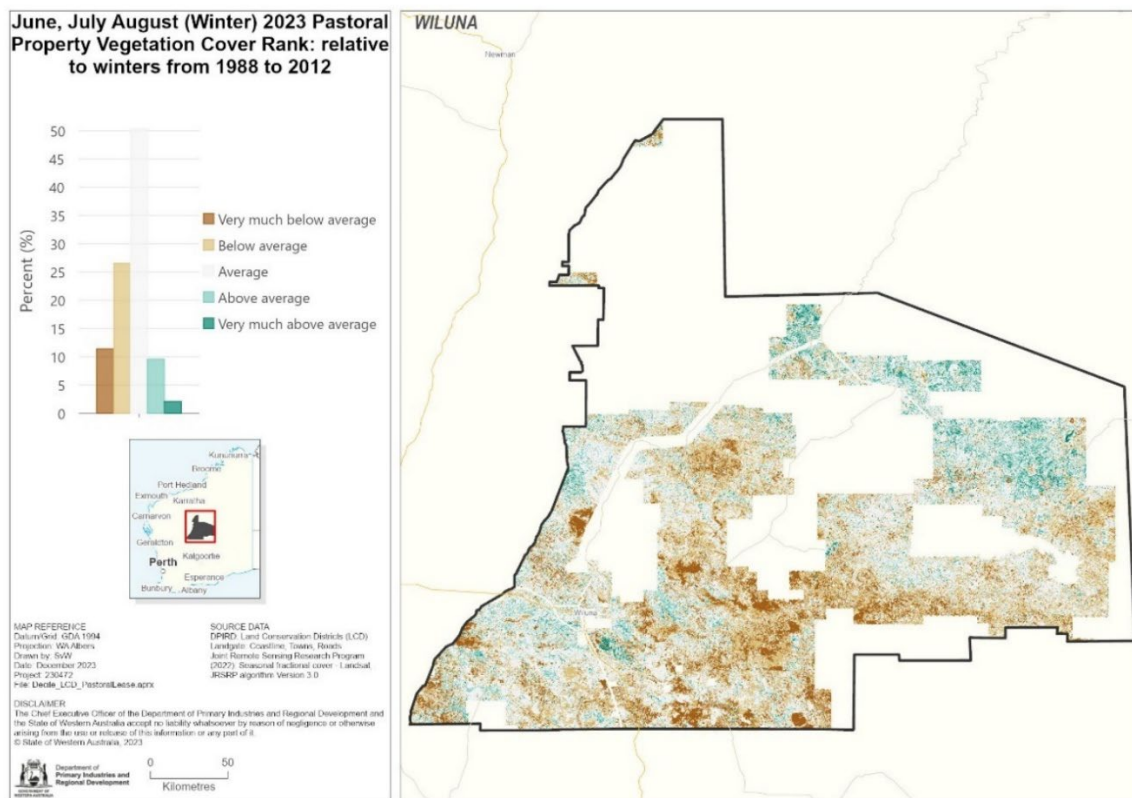 June, July August (Winter) 2023 Pastoral
Property Vegetation Cover Rank: relative
to winters from 1988 to 2012
50
45
40
35
30
25
20
15
10
5
0
Percent (%)
Very much below average
Below average
Average
Above average
Very much above average
Kununurra
Broome
Port Hedland
Exmouth
Karratha
Carnarvon
Geraldton
Kalgoorlie
Perth
Esperance
Bunbury
Albany
MAP REFERENCE
Datum/Grid: GDA 1994
Projection: WA Albers
Drawn by: SvW
Date: December 2023
Project: 230472
File: Decile_LCD_PastoralLease.aprx
SOURCE DATA
DPIRD: Land Conservation Districts (LCD)
Landgate: Coastline, Towns, Roads
Joint Remote Sensing Research Program
(2022): Seasonal fractional cover - Landsat,
JRSRP algorithm Version 3.0
DISCLAIMER
The Chief Executive Officer of the Department of Primary Industries and Regional Development and
the State of Western Australia accept no liability whatsoever by reason of negligence or otherwise
arising from the use or release of this information or any part of it.
© State of Western Australia, 2023
Department of
Primary Industries and
Regional Development
GOVERNMENT OF
WESTERN AUSTRALIA
0 50
Kilometres
WILUNA
Newman
Wiluna